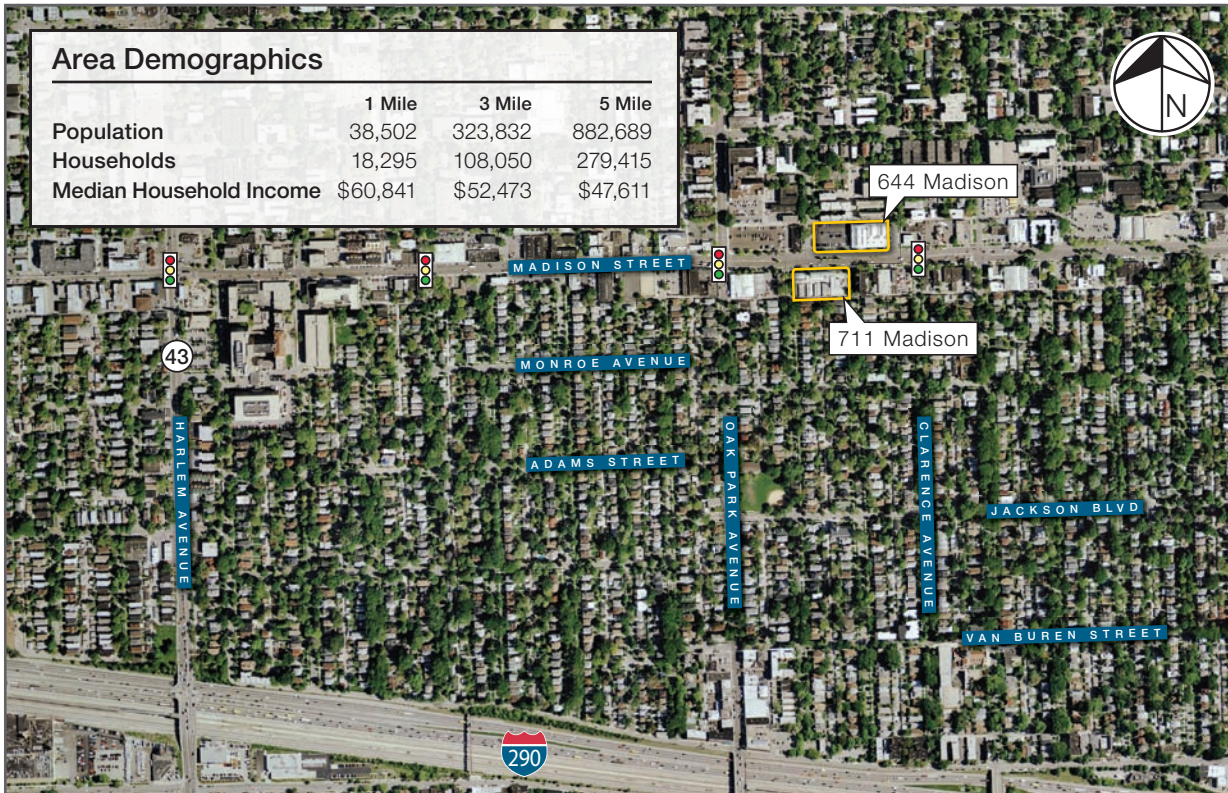 Area Demographics
1 Mile 3 Mile 5 Mile
Population 38,502 323,832 882,689
Households 18,295 108,050 279,415
Median Household Income $60,841 $52,473 $47,611
N
644 Madison
MADISON STREET
711 Madison
43
MONROE AVENUE
HARLEM AVENUE
OAK PARK AVENUE
CLARENCE AVENUE
ADAMS STREET
JACKSON BLVD
VAN BUREN STREET
290